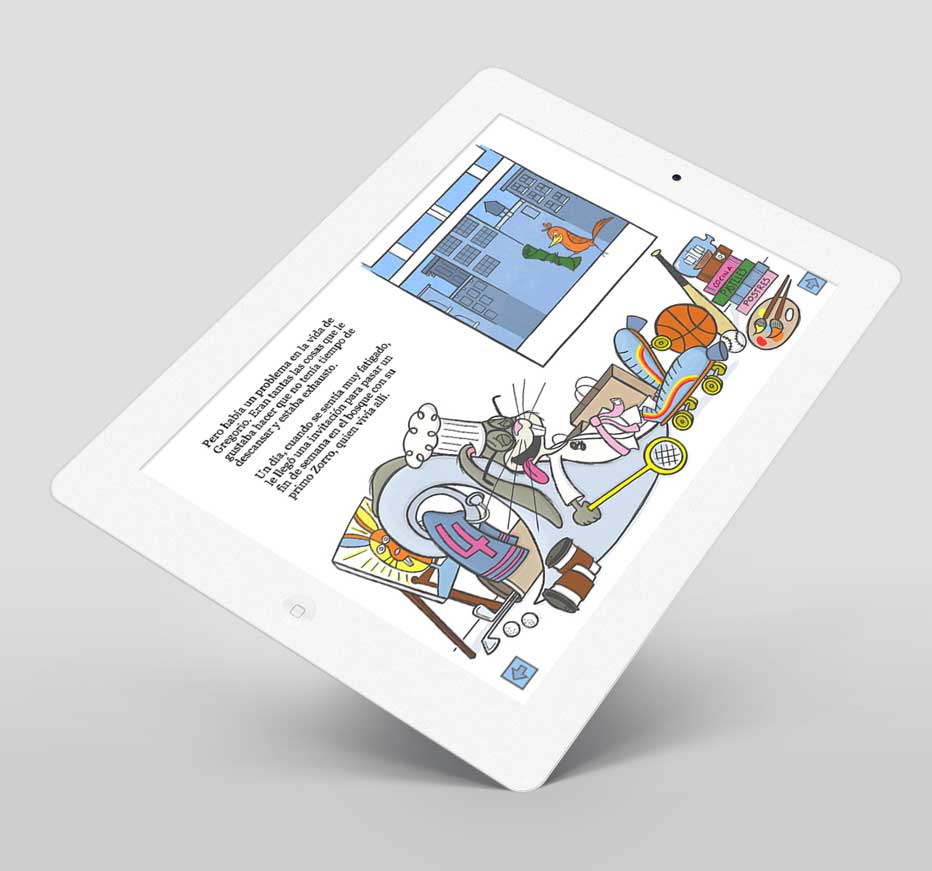 Pero había un problema en la vida de
Gregorio. Eran tantas las cosas que le
gustaba hacer que no tenía tiempo de
descansar y estaba exhausto.
Un día, cuando se sentía muy fatigado,
le llegó una invitación para pasar un
fin de semana en el bosque con su
primo Zorro, quien vivía allí.
COCINA
PASTELES
POSTRES